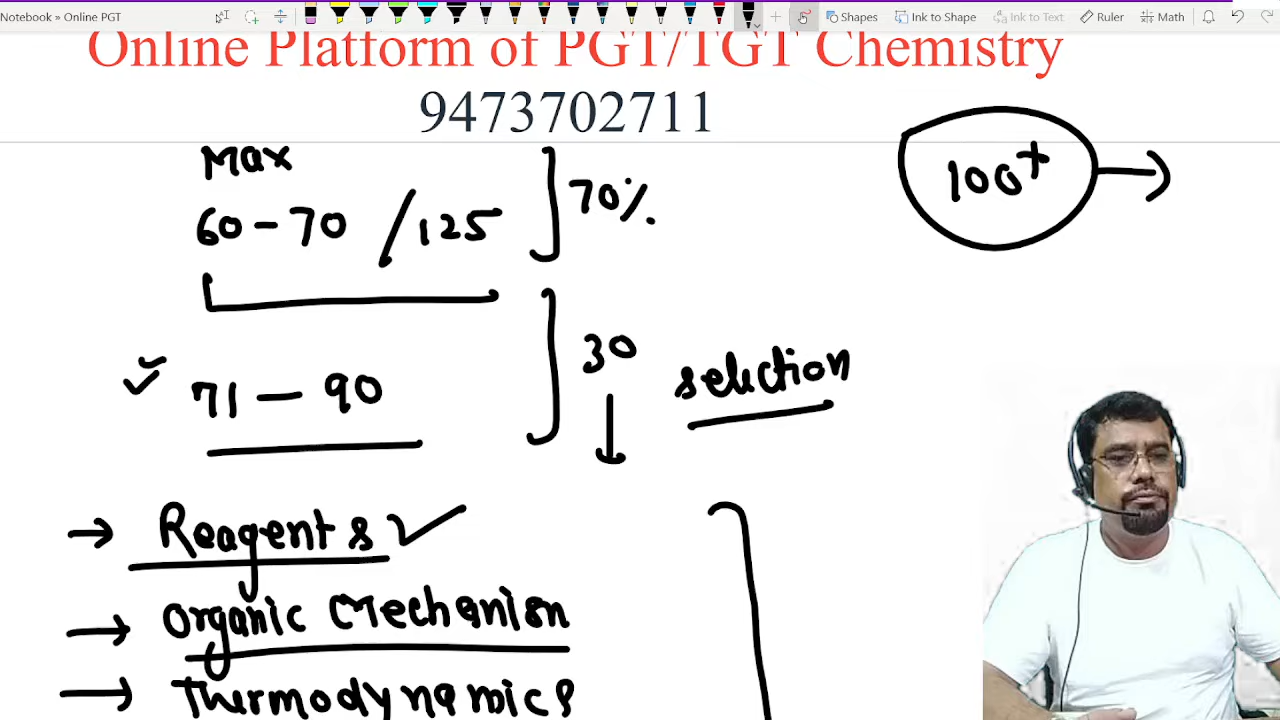 Notebook » Online PGT
Shapes Ink to Shape Ink to Text Ruler Math
Online Platform of PGT/TGT Chemistry
9473702711
Max
60 - 70 / 125 70%
100+ →
71 - 90 30 selection
→ Reagents ✓
→ Organic Mechanism
→ Thermodynamics